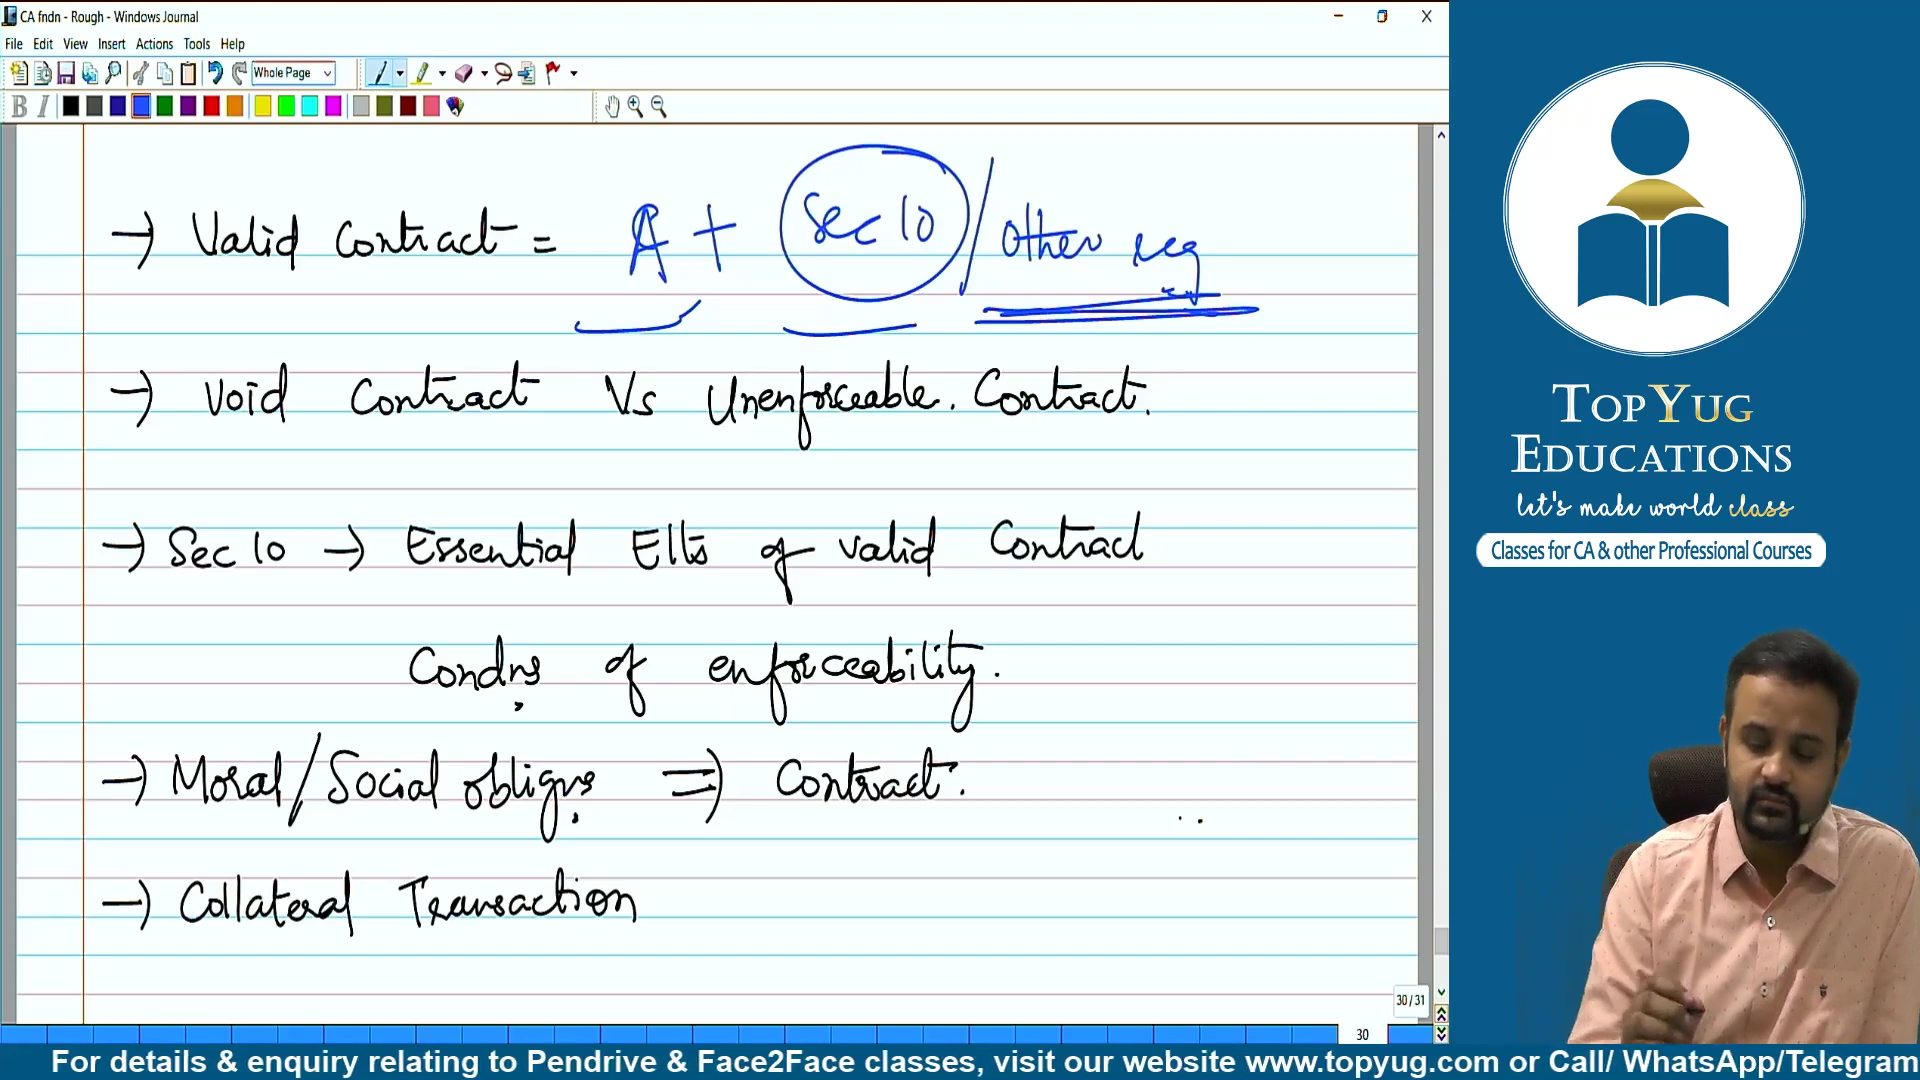 CA fndn - Rough - Windows Journal
File Edit View Insert Actions Tools Help
Whole Page
B I
→ Valid Contract = A + Sec 10 / Other req
→ Void Contract Vs Unenforceable. Contract.
→ Sec 10 → Essential Elts of valid Contract
Condns of enforceability.
→ Moral/Social obligns ⇒ Contract.
→ Collateral Transaction
30/31
30
TOPYUG
EDUCATIONS
let's make world class
Classes for CA & other Professional Courses
For details & enquiry relating to Pendrive & Face2Face classes, visit our website www.topyug.com or Call/ WhatsApp/Telegram